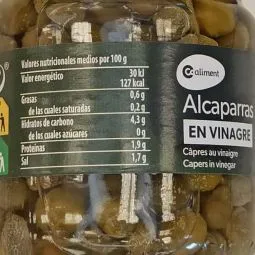 Valores nutricionales medios por 100 g
Valor energético 30 kJ
127 kcal
Grasas 0,6 g
de las cuales saturadas 0,2 g
Hidratos de carbono 4,3 g
de los cuales azúcares 0 g
Proteínas 1,9 g
Sal 1,7 g
aliment
Alcaparras
EN VINAGRE
Câpres au vinaigre
Capers in vinegar